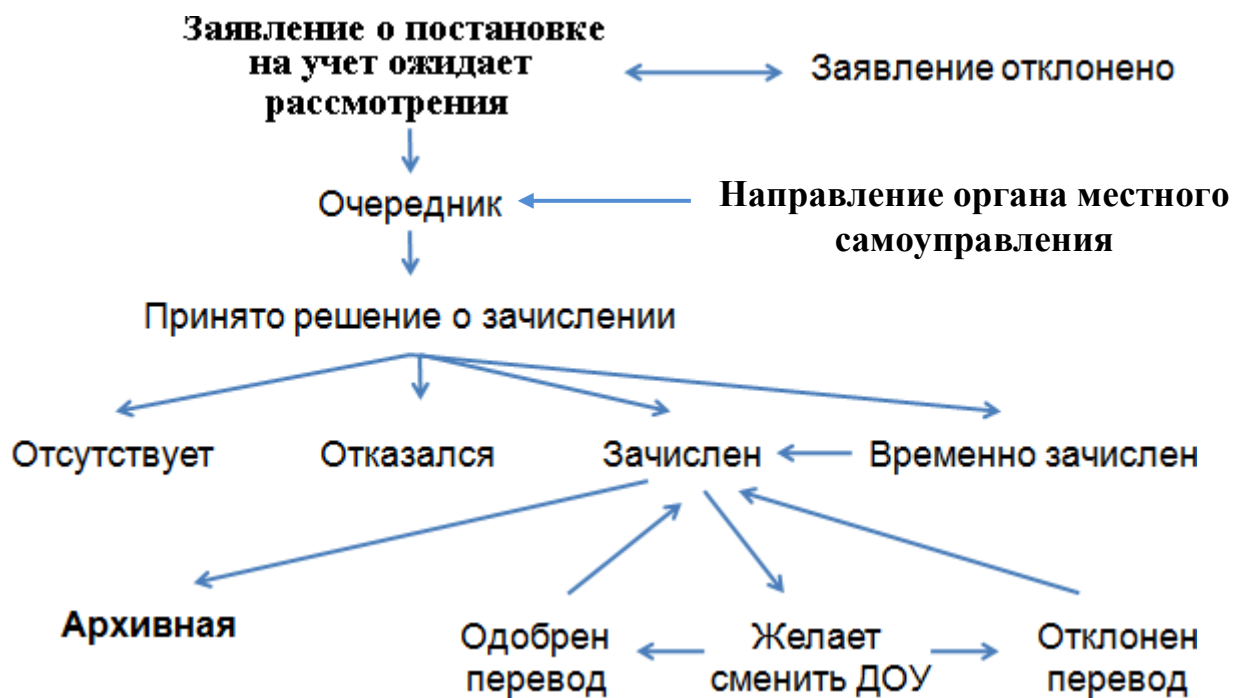 Заявление о постановке
на учет ожидает
рассмотрения
Заявление отклонено
Очередник
Направление органа местного
самоуправления
Принято решение о зачислении
Отсутствует
Отказался
Зачислен
Временно зачислен
Архивная
Одобрен
перевод
Желает
сменить ДОУ
Отклонен
перевод